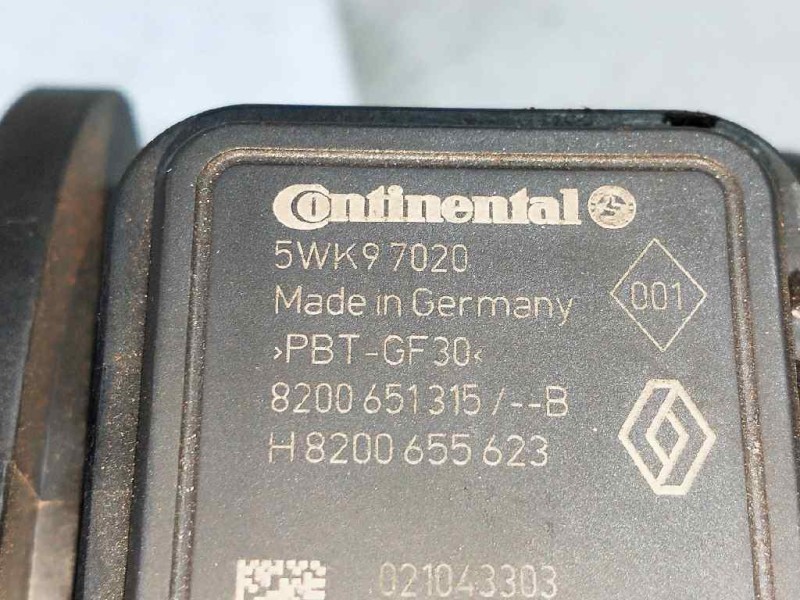 Continental
5WK9 7020
001
Made in Germany
>PBT-GF30<
8200 651 315 /--B
H 8200 655 623
021043303